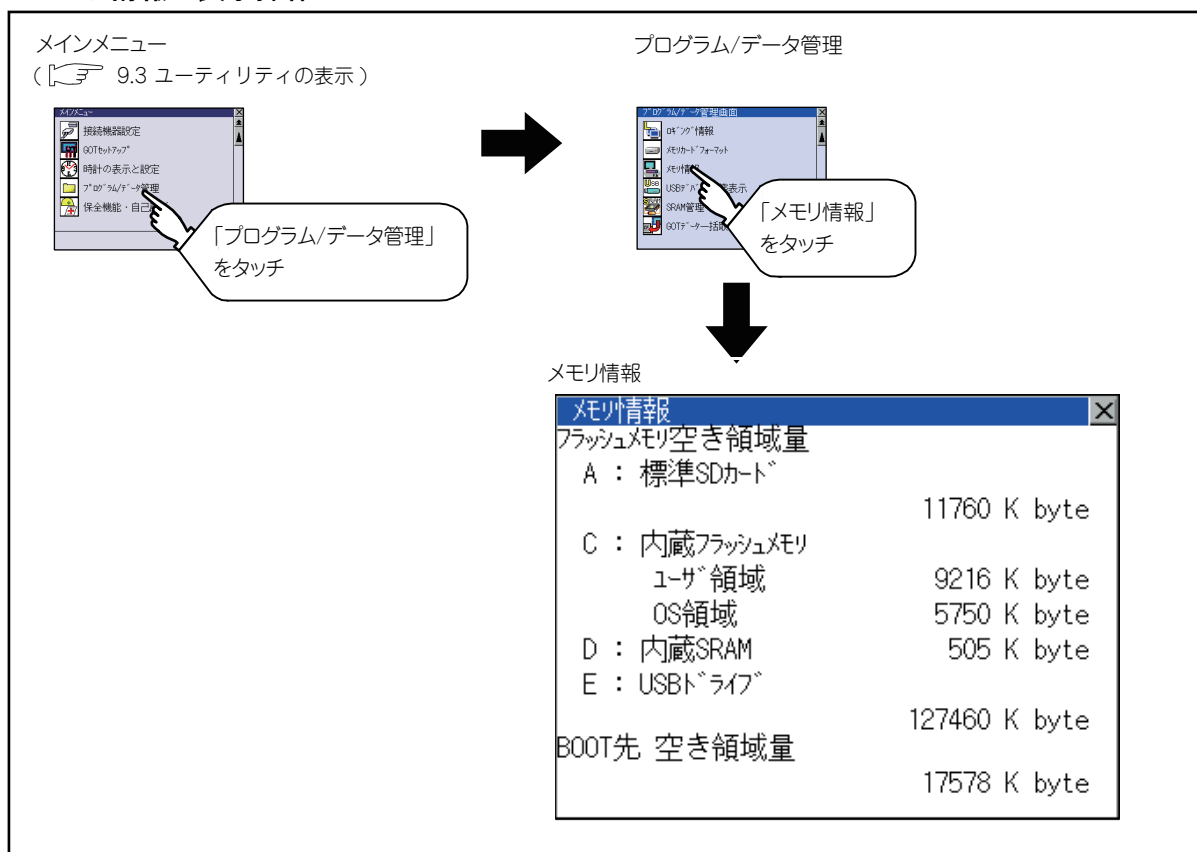 メインメニュー
( 9.3 ユーティリティの表示 )
メインメニュー
接続機器設定
GOTセットアップ
時計の表示と設定
プログラム/データ管理
保全機能・自己
「プログラム/データ管理」
をタッチ
プログラム/データ管理
プログラム/データ管理画面
ロギング情報
メモリカードフォーマット
メモリ情報
USBデバイス
表示
SRAM管理
GOTデータ一括
「メモリ情報」
をタッチ
メモリ情報
メモリ情報
フラッシュメモリ空き領域量
A : 標準SDカード
11760 K byte
C : 内蔵フラッシュメモリ
ユーザ領域 9216 K byte
OS領域 5750 K byte
D : 内蔵SRAM 505 K byte
E : USBドライブ
127460 K byte
BOOT先 空き領域量
17578 K byte